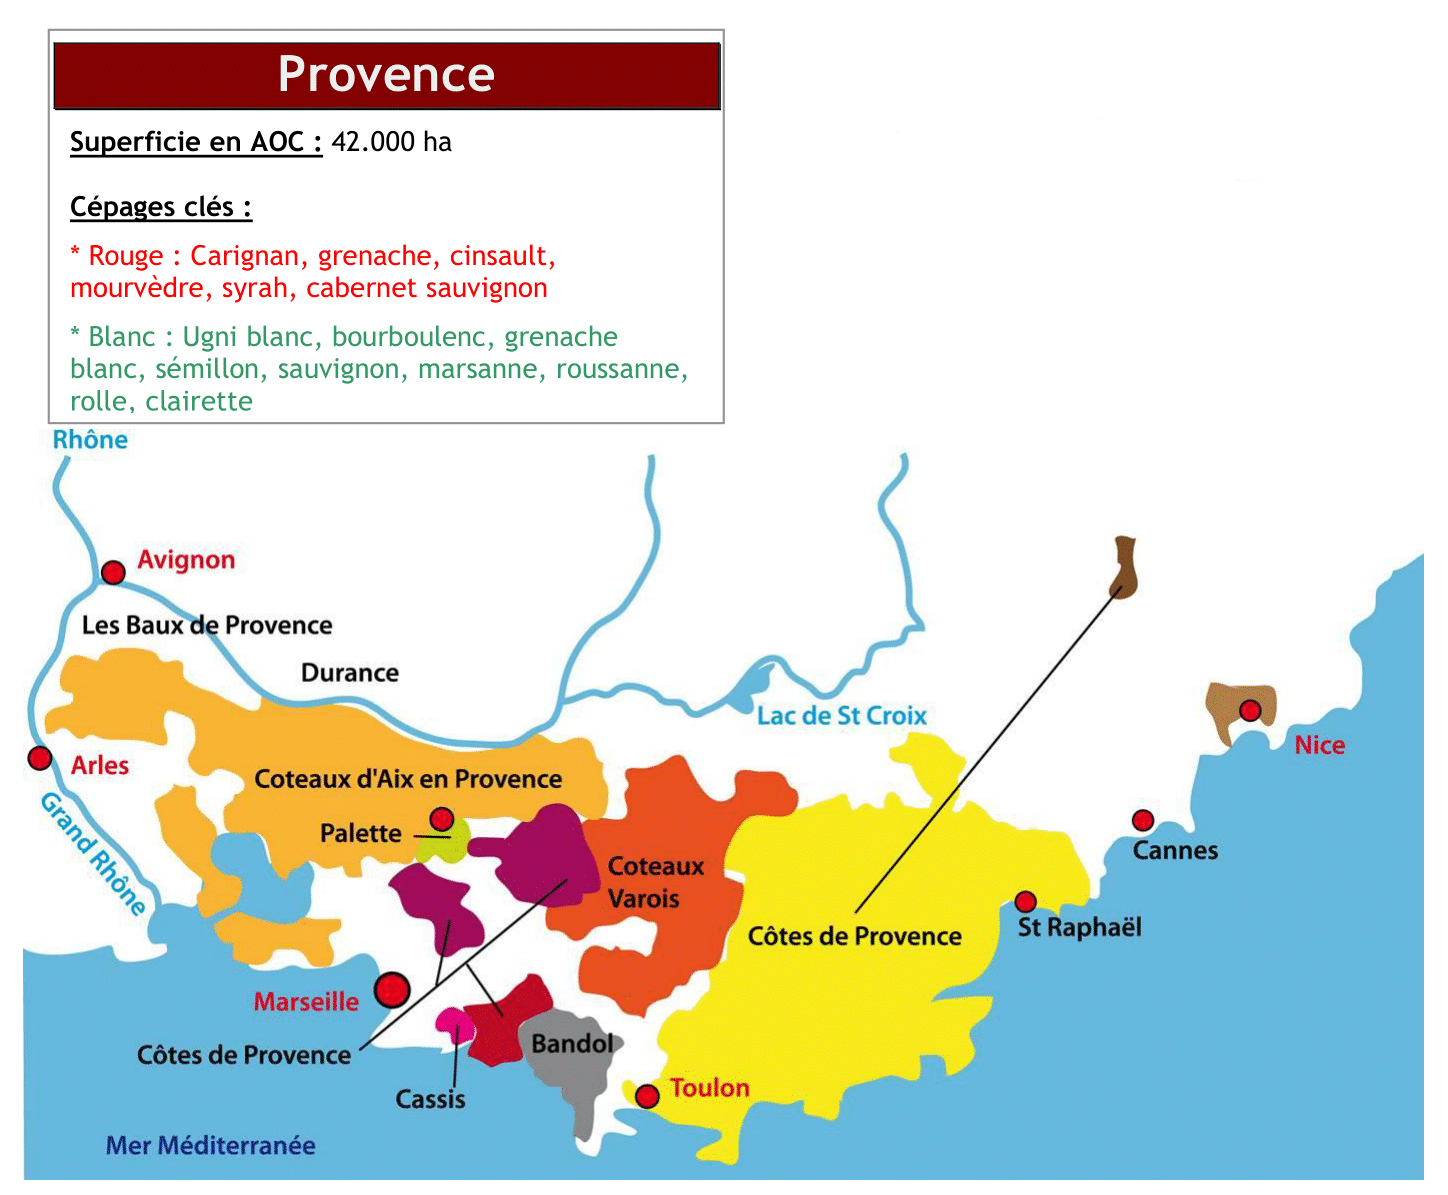 Provence
Superficie en AOC : 42.000 ha
Cépages clés :
* Rouge : Carignan, grenache, cinsault,
mourvèdre, syrah, cabernet sauvignon
* Blanc : Ugni blanc, bourboulenc, grenache
blanc, sémillon, sauvignon, marsanne, roussanne,
rolle, clairette
Rhône
Avignon
Les Baux de Provence
Durance
Lac de St Croix
Nice
Arles
Coteaux d'Aix en Provence
Grand Rhône
Palette
Cannes
Coteaux
Varois
Côtes de Provence
St Raphaël
Marseille
Côtes de Provence
Bandol
Cassis
Toulon
Mer Méditerranée